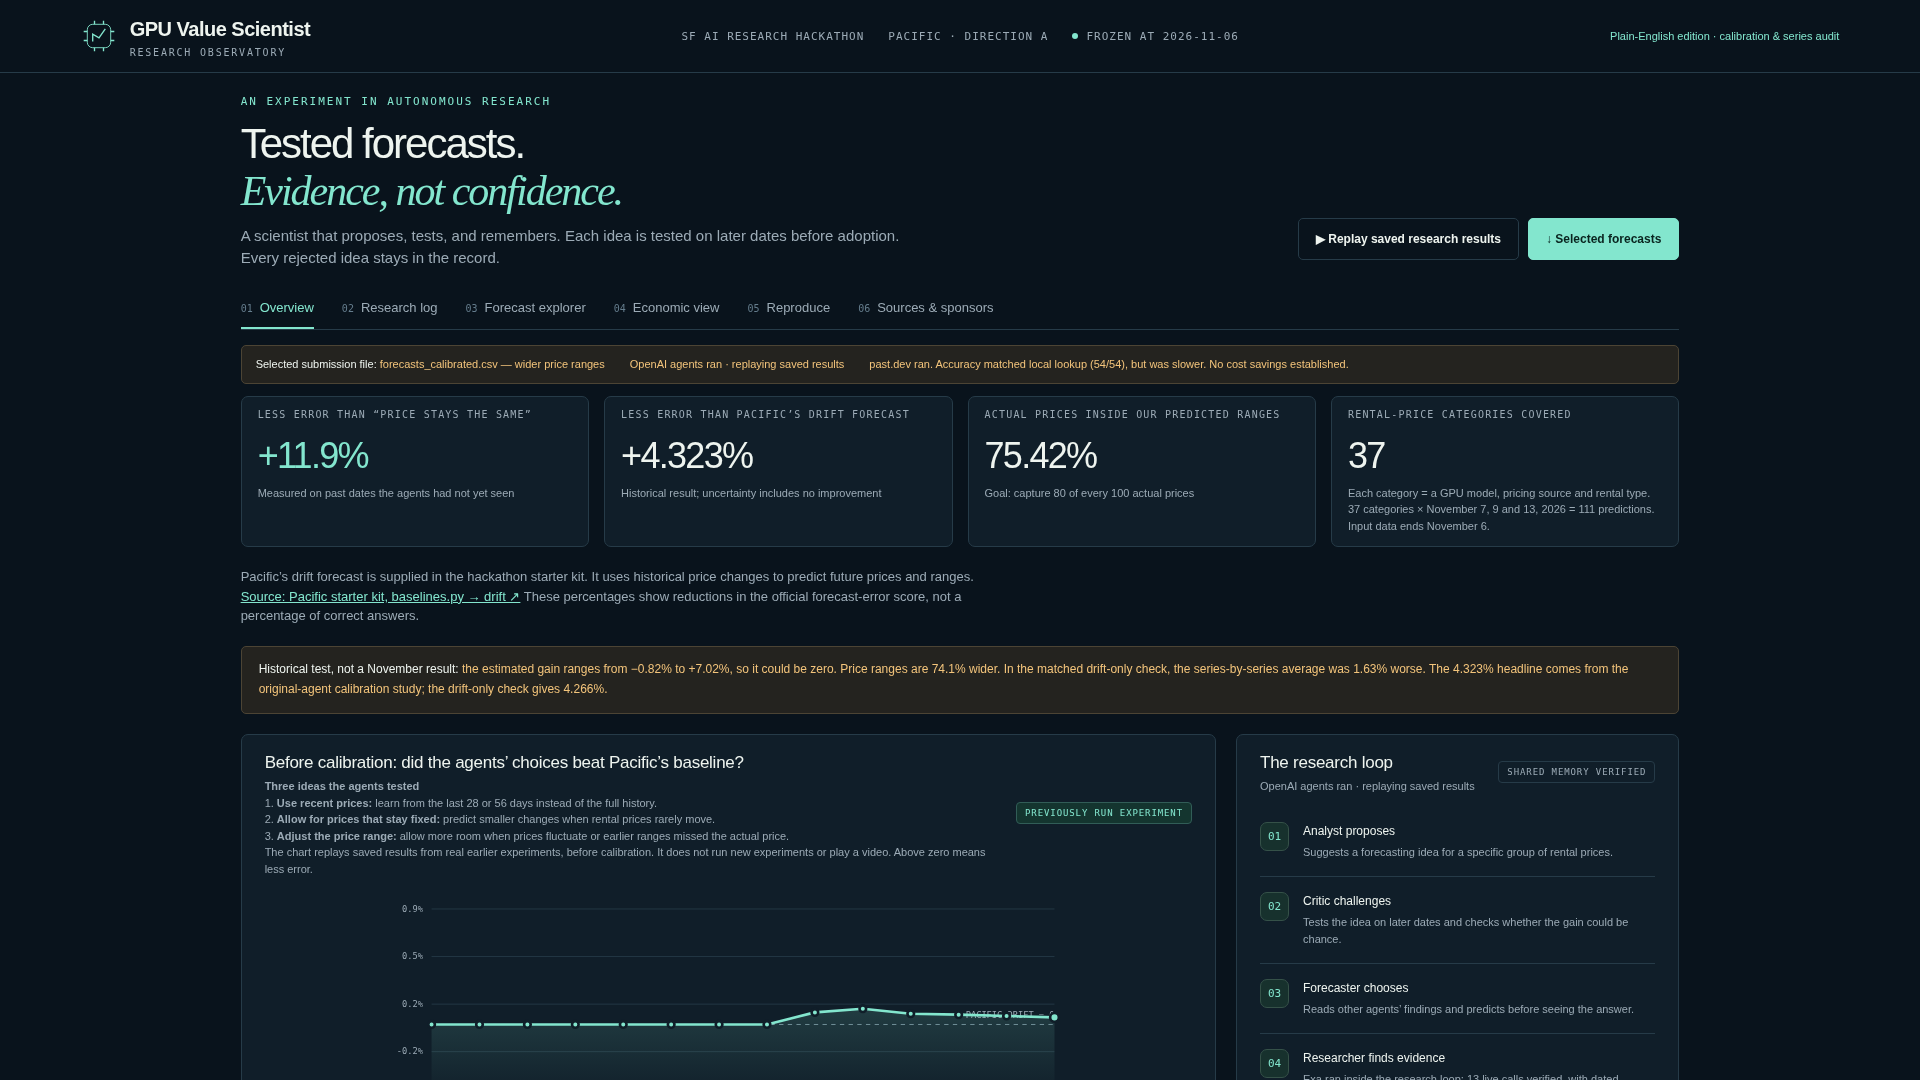 GPU Value Scientist
RESEARCH OBSERVATORY
SF AI RESEARCH HACKATHON PACIFIC · DIRECTION A FROZEN AT 2026-11-06
Plain-English edition · calibration & series audit
AN EXPERIMENT IN AUTONOMOUS RESEARCH
Tested forecasts.
Evidence, not confidence.
A scientist that proposes, tests, and remembers. Each idea is tested on later dates before adoption.
Every rejected idea stays in the record.
▶ Replay saved research results
↓ Selected forecasts
01 Overview 02 Research log 03 Forecast explorer 04 Economic view 05 Reproduce 06 Sources & sponsors
Selected submission file: forecasts_calibrated.csv — wider price ranges OpenAI agents ran · replaying saved results past.dev ran. Accuracy matched local lookup (54/54), but was slower. No cost savings established.
LESS ERROR THAN “PRICE STAYS THE SAME”
+11.9%
Measured on past dates the agents had not yet seen
LESS ERROR THAN PACIFIC’S DRIFT FORECAST
+4.323%
Historical result; uncertainty includes no improvement
ACTUAL PRICES INSIDE OUR PREDICTED RANGES
75.42%
Goal: capture 80 of every 100 actual prices
RENTAL-PRICE CATEGORIES COVERED
37
Each category = a GPU model, pricing source and rental type.
37 categories × November 7, 9 and 13, 2026 = 111 predictions.
Input data ends November 6.
Pacific’s drift forecast is supplied in the hackathon starter kit. It uses historical price changes to predict future prices and ranges.
Source: Pacific starter kit, baselines.py → drift ↗ These percentages show reductions in the official forecast-error score, not a
percentage of correct answers.
Historical test, not a November result: the estimated gain ranges from −0.82% to +7.02%, so it could be zero. Price ranges are 74.1% wider. In the matched drift-only check, the series-by-series average was 1.63% worse. The 4.323% headline comes from the
original-agent calibration study; the drift-only check gives 4.266%.
Before calibration: did the agents’ choices beat Pacific’s baseline?
Three ideas the agents tested
1. Use recent prices: learn from the last 28 or 56 days instead of the full history.
2. Allow for prices that stay fixed: predict smaller changes when rental prices rarely move.
3. Adjust the price range: allow more room when prices fluctuate or earlier ranges missed the actual price.
The chart replays saved results from real earlier experiments, before calibration. It does not run new experiments or play a video. Above zero means
less error.
PREVIOUSLY RUN EXPERIMENT
0.9%
0.5%
0.2%
PACIFIC DRIFT
-0.2%
The research loop
OpenAI agents ran · replaying saved results
SHARED MEMORY VERIFIED
01 Analyst proposes
Suggests a forecasting idea for a specific group of rental prices.
02 Critic challenges
Tests the idea on later dates and checks whether the gain could be
chance.
03 Forecaster chooses
Reads other agents’ findings and predicts before seeing the answer.
04 Researcher finds evidence
Exa ran inside the research loop: 13 live calls verified, with dated